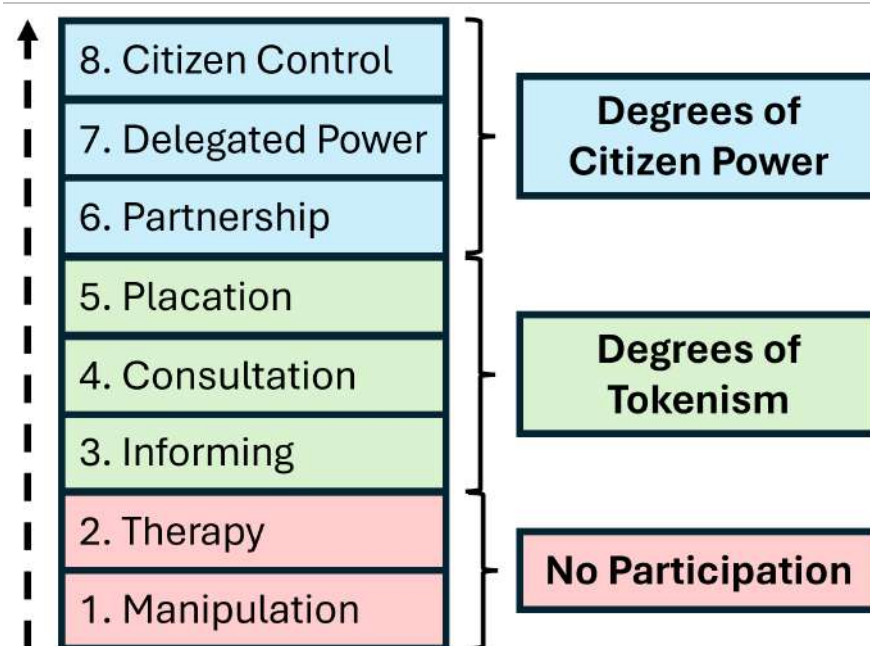 8. Citizen Control
7. Delegated Power
6. Partnership
5. Placation
4. Consultation
3. Informing
2. Therapy
1. Manipulation
Degrees of
Citizen Power
Degrees of
Tokenism
No Participation